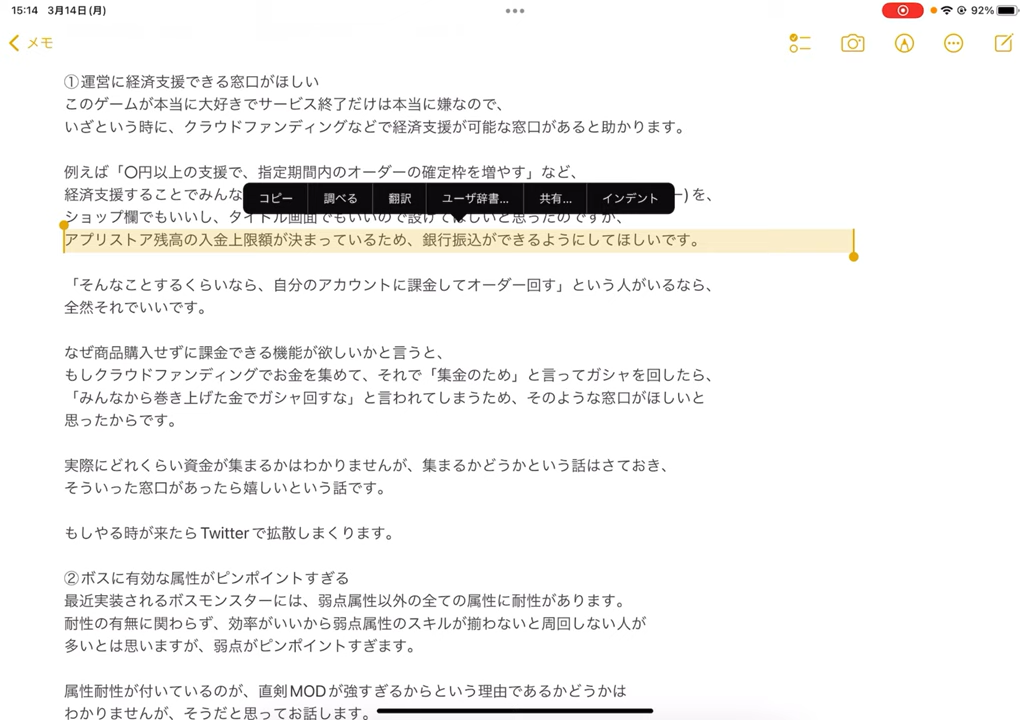 15:14 3月14日(月)
92%
メモ
①運営に経済支援できる窓口がほしい
このゲームが本当に大好きでサービス終了だけは本当に嫌なので、
いざという時に、クラウドファンディングなどで経済支援が可能な窓口があると助かります。
例えば「〇円以上の支援で、指定期間内のオーダーの確定枠を増やす」など、
経済支援することでみんな
ー)を、
コピー 調べる 翻訳 ユーザ辞書... 共有... インデント
ショップ欄でもいいし、タイトル画面でもいいので設けてほしいと思ったのですが、
アプリストア残高の入金上限額が決まっているため、銀行振込ができるようにしてほしいです。
「そんなことするくらいなら、自分のアカウントに課金してオーダー回す」という人がいるなら、
全然それでいいです。
なぜ商品購入せずに課金できる機能が欲しいかと言うと、
もしクラウドファンディングでお金を集めて、それで「集金のため」と言ってガシャを回したら、
「みんなから巻き上げた金でガシャ回すな」と言われてしまうため、そのような窓口がほしいと
思ったからです。
実際にどれくらい資金が集まるかはわかりませんが、集まるかどうかという話はさておき、
そういった窓口があったら嬉しいという話です。
もしやる時が来たらTwitterで拡散しまくります。
②ボスに有効な属性がピンポイントすぎる
最近実装されるボスモンスターには、弱点属性以外の全ての属性に耐性があります。
耐性の有無に関わらず、効率がいいから弱点属性のスキルが揃わないと周回しない人が
多いとは思いますが、弱点がピンポイントすぎます。
属性耐性が付いているのが、直剣MODが強すぎるからという理由であるかどうかは
わかりませんが、そうだと思ってお話します。